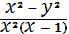 x² − y²
x²(x − 1)